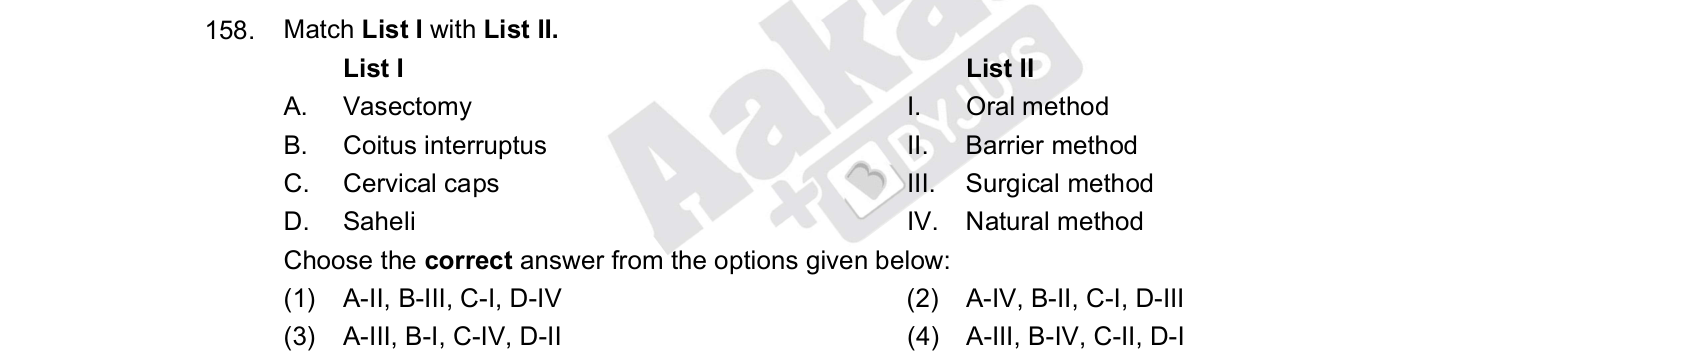 158. Match List I with List II.
List I List II
A. Vasectomy I. Oral method
B. Coitus interruptus II. Barrier method
C. Cervical caps III. Surgical method
D. Saheli IV. Natural method
Choose the correct answer from the options given below:
(1) A-II, B-III, C-I, D-IV (2) A-IV, B-II, C-I, D-III
(3) A-III, B-I, C-IV, D-II (4) A-III, B-IV, C-II, D-I
Aaka
BYJU'S